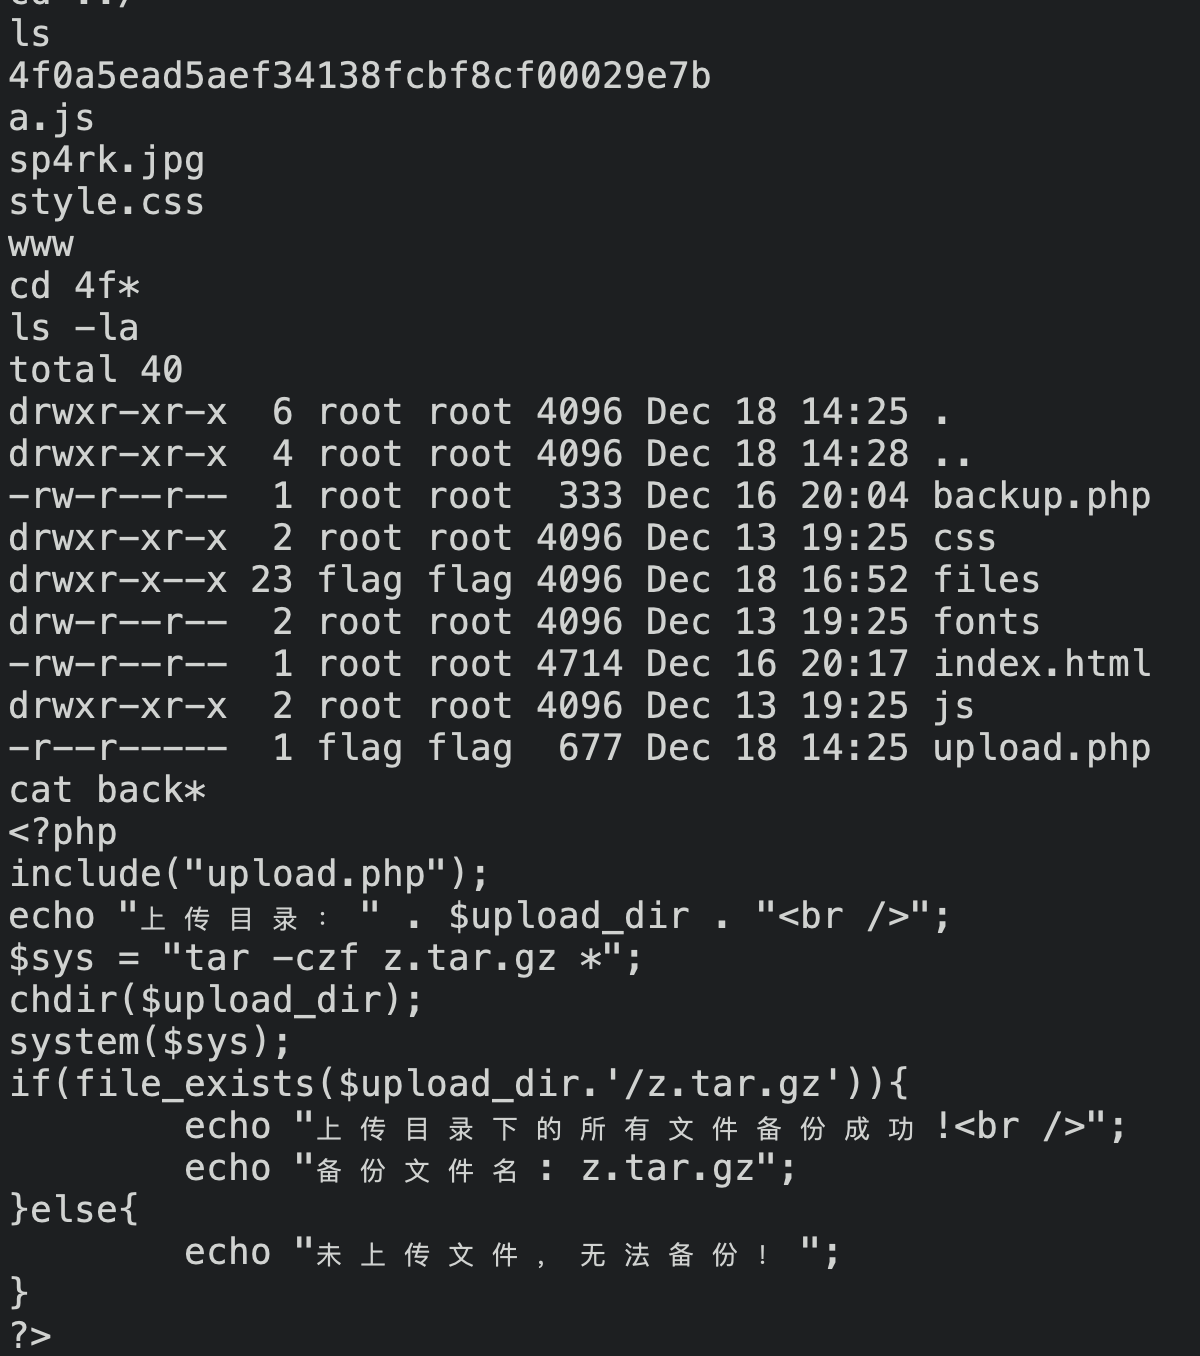 cd ../
ls
4f0a5ead5aef34138fcbf8cf00029e7b
a.js
sp4rk.jpg
style.css
www
cd 4f*
ls -la
total 40
drwxr-xr-x  6 root root 4096 Dec 18 14:25 .
drwxr-xr-x  4 root root 4096 Dec 18 14:28 ..
-rw-r--r--  1 root root  333 Dec 16 20:04 backup.php
drwxr-xr-x  2 root root 4096 Dec 13 19:25 css
drwxr-x--x 23 flag flag 4096 Dec 18 16:52 files
drw-r--r--  2 root root 4096 Dec 13 19:25 fonts
-rw-r--r--  1 root root 4714 Dec 16 20:17 index.html
drwxr-xr-x  2 root root 4096 Dec 13 19:25 js
-r--r-----  1 flag flag  677 Dec 18 14:25 upload.php
cat back*
<?php
include("upload.php");
echo "上传目录：" . $upload_dir . "<br />";
$sys = "tar -czf z.tar.gz *";
chdir($upload_dir);
system($sys);
if(file_exists($upload_dir.'/z.tar.gz')){
        echo "上传目录下的所有文件备份成功!<br />";
        echo "备份文件名: z.tar.gz";
}else{
        echo "未上传文件，无法备份！";
}
?>